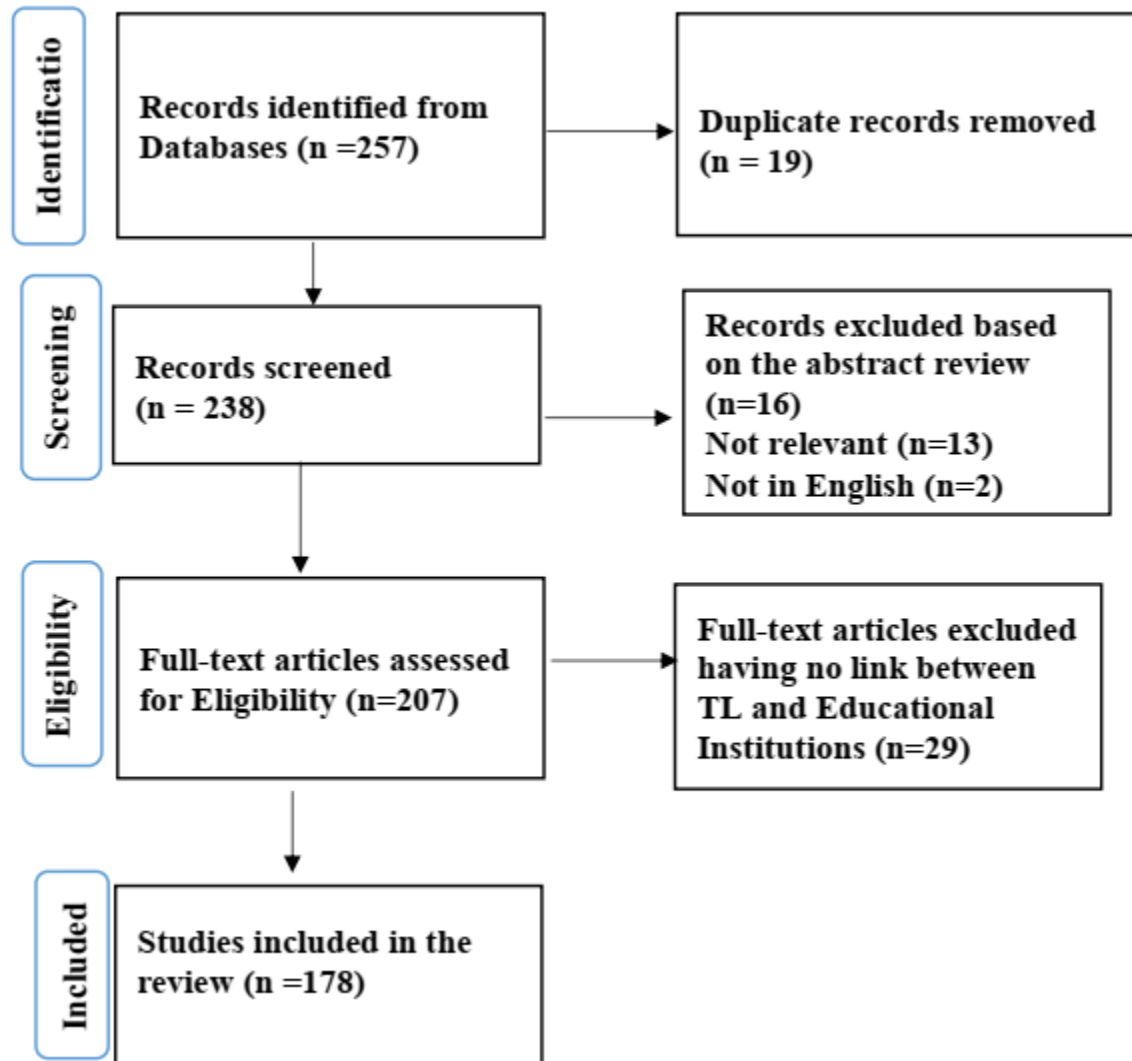 Identificatio
Records identified from
Databases (n =257)
Duplicate records removed
(n = 19)
Screening
Records screened
(n = 238)
Records excluded based
on the abstract review
(n=16)
Not relevant (n=13)
Not in English (n=2)
Eligibility
Full-text articles assessed
for Eligibility (n=207)
Full-text articles excluded
having no link between
TL and Educational
Institutions (n=29)
Included
Studies included in the
review (n =178)